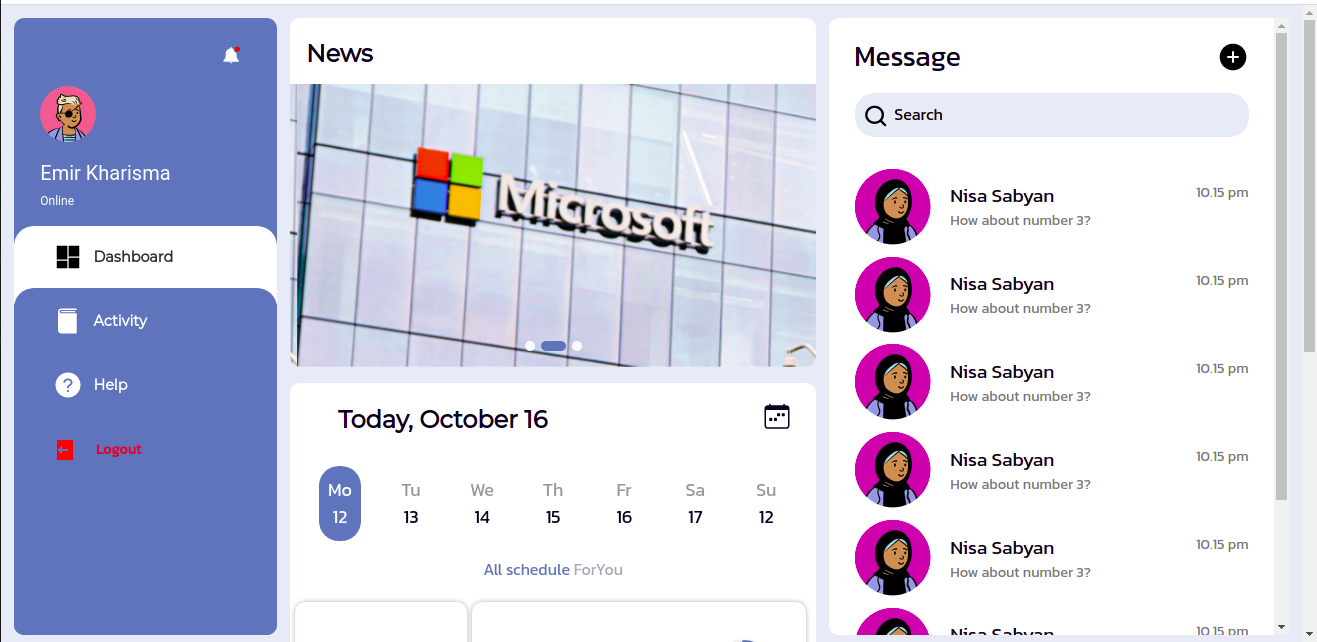 Emir Kharisma
Online
Dashboard
Activity
?
Help
Logout
News
Microsoft
Today, October 16
Mo Tu We Th Fr Sa Su
12 13 14 15 16 17 12
All schedule ForYou
Message
Search
Nisa Sabyan 10.15 pm
How about number 3?
Nisa Sabyan 10.15 pm
How about number 3?
Nisa Sabyan 10.15 pm
How about number 3?
Nisa Sabyan 10.15 pm
How about number 3?
Nisa Sabyan 10.15 pm
How about number 3?
Nisa Sabyan 10.15 pm